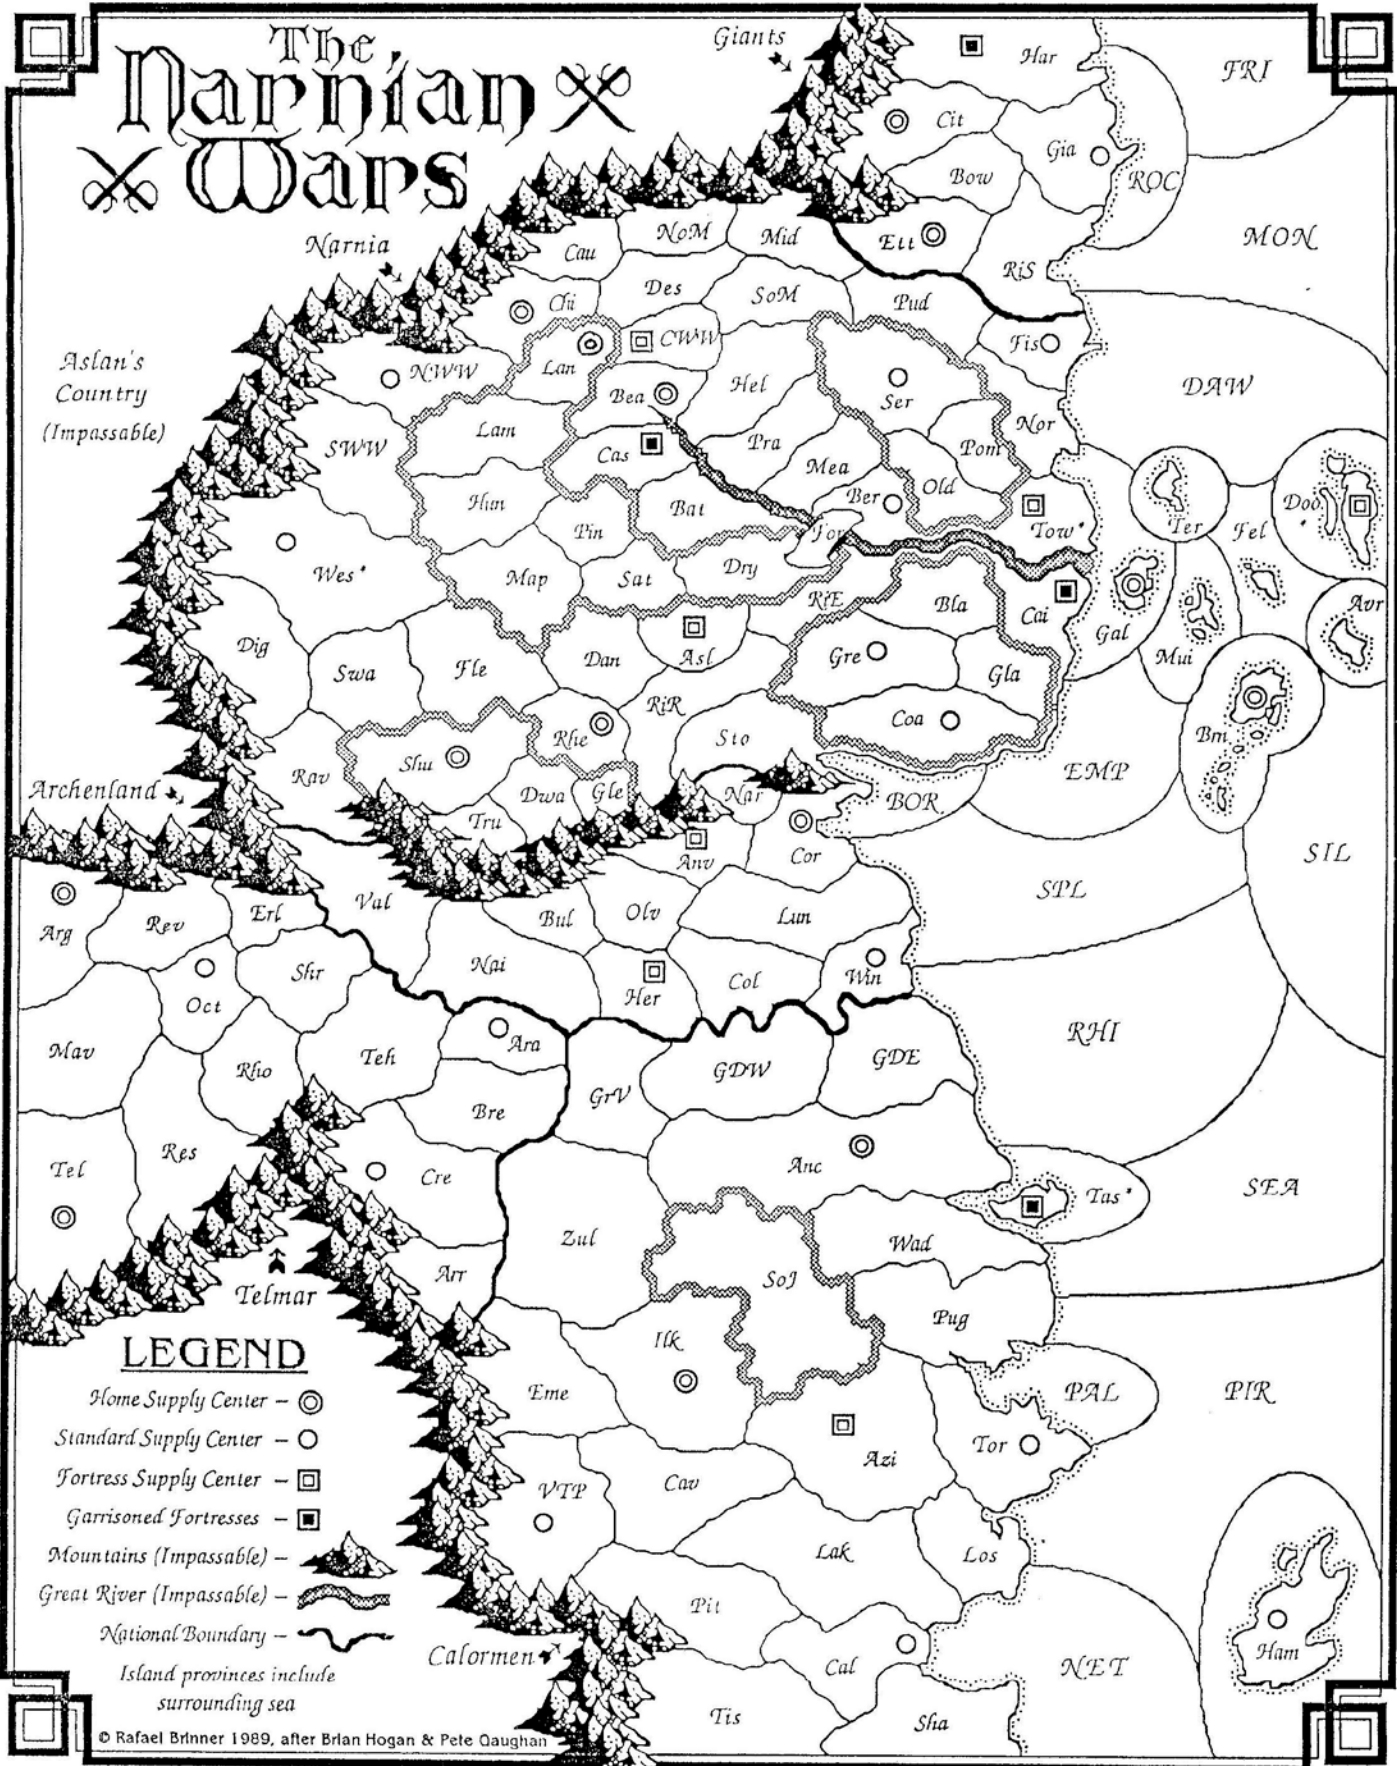 The
Narnian
Wars
Giants
Har
FRI
Cit
Gia
Bow
ROC
NoM
Mid
Ett
MON
Narnia
Cau
RiS
Des
SoM
Pud
Chi
CWW
Fis
Aslan's
Country
(Impassable)
NWW
Lan
Hel
DAW
Bea
Ser
Lam
Nor
SWW
Cas
Pra
Pom
Mea
Hun
Bat
Ber
Old
Doo
Pin
For
Tow*
Ter
Fel
Wes*
Map
Sat
Dry
RiE
Bla
Cai
Avr
Dig
Gal
Swa
Fle
Dan
Asl
Gre
Gla
Mui
RiR
Coa
Shu
Rhe
Sto
Brn
Rav
EMP
Archenland
Dwa
Gle
Nar
BOR
Tru
Anv
Cor
SIL
Arg
Rev
Erl
Val
Bul
Olv
Lun
SPL
Shr
Nai
Oct
Her
Col
Win
Mav
Rho
Teh
Ara
GrV
GDW
GDE
RHI
Bre
Tel
Res
Cre
Anc
Tas*
SEA
Zul
Wad
Arr
SoJ
Telmar
Pug
Ilk
LEGEND
Eme
PAL
PIR
Home Supply Center –
Standard Supply Center –
Azi
Tor
Fortress Supply Center –
VTP
Cav
Garrisoned Fortresses –
Mountains (Impassable) –
Lak
Los
Great River (Impassable) –
Pit
National Boundary –
Calormen
Cal
NET
Ham
Island provinces include
surrounding sea
Tis
Sha
© Rafael Brinner 1989, after Brian Hogan & Pete Gaughan